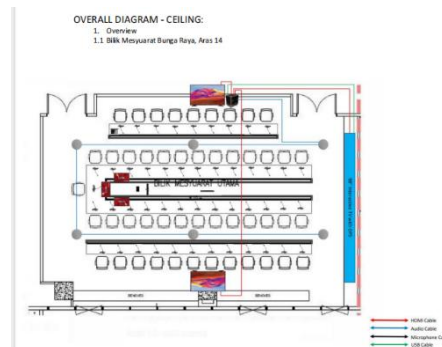 OVERALL DIAGRAM - CEILING:
1. Overview
1.1 Bilik Mesyuarat Bunga Raya, Aras 14
BILIK MESYUARAT UTAMA
HDMI Cable
Audio Cable
Microphone C
USB Cable